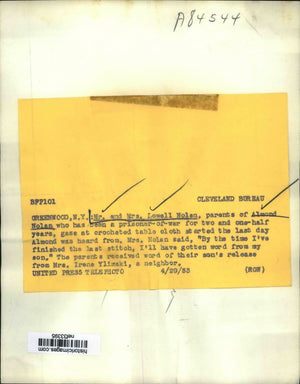 A84544
BFP101 CLEVELAND BUREAU
GREENWOOD, N.Y. :Mr. and Mrs. Lowell Nolan, parents of Almond
Nolan who has been a prisoner-of-war for two and one-half
years, gaze at crocheted table cloth started the last day
Almond was heard from, Mrs. Nolan said, "By the time I've
finished the last stitch, I'll have gotten word from my
son." The parents received word of their son's release
from Mrs. Irene Ylimaki, a neighbor.
UNITED PRESS TELEPHOTO 4/29/53 (RON)
historicimages.com
nef33395